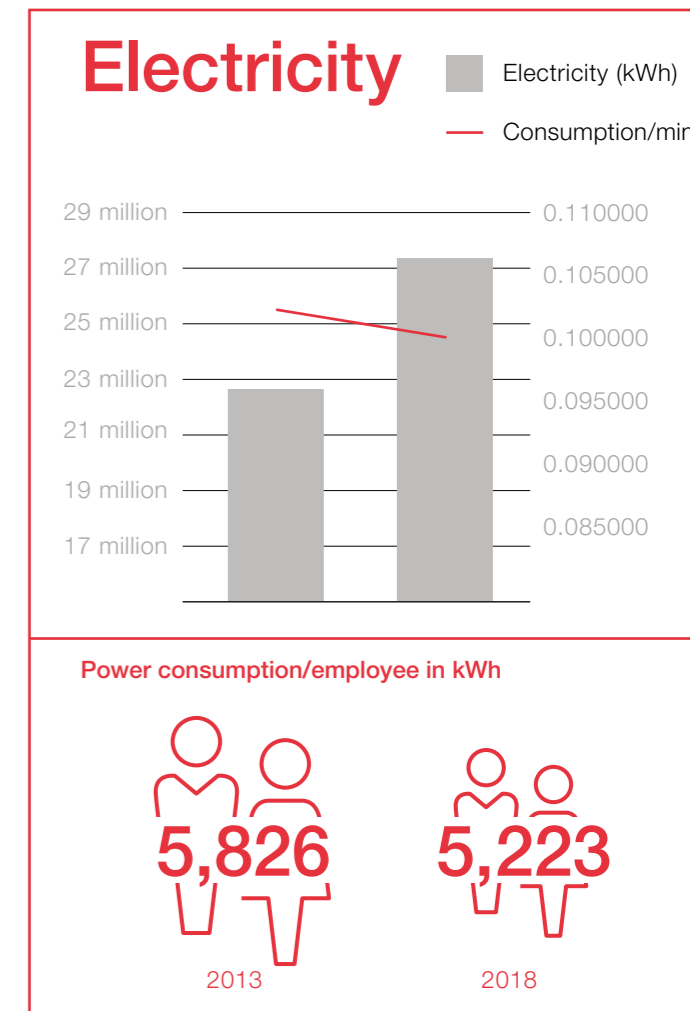 Electricity
Electricity (kWh)
Consumption/min
29 million 0.110000
27 million 0.105000
25 million 0.100000
23 million 0.095000
21 million 0.090000
19 million 0.085000
17 million
Power consumption/employee in kWh
5,826 5,223
2013 2018